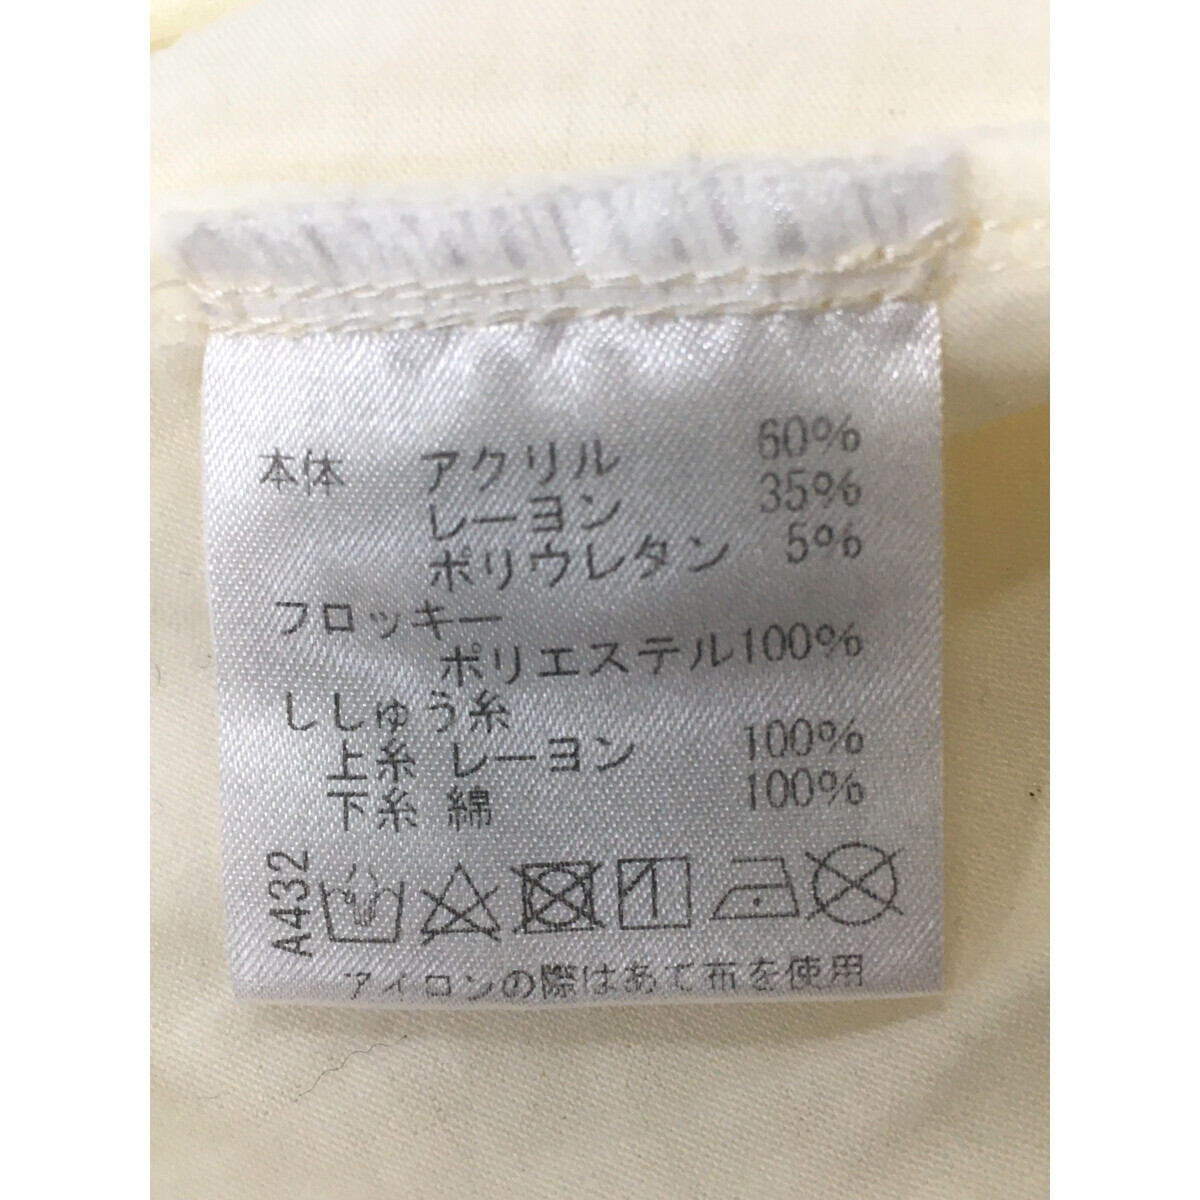 本体 アクリル 60%
レーヨン 35%
ポリウレタン 5%
フロッキー
ポリエステル100%
ししゅう糸
上糸 レーヨン 100%
下糸 綿 100%
A432
アイロンの際はあて布を使用